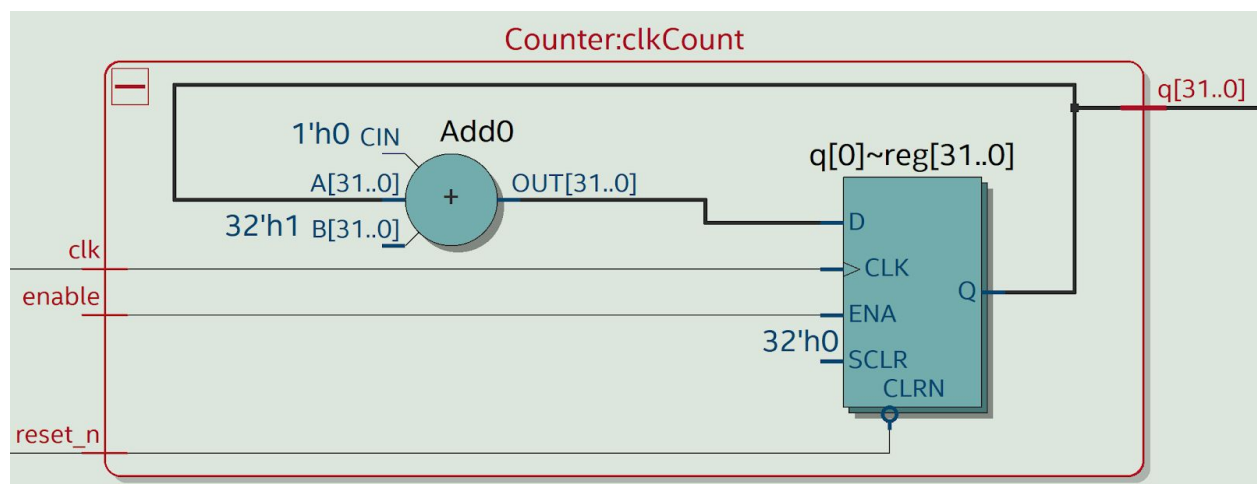 Counter:clkCount
q[31..0]
1'h0 CIN
Add0
q[0]~reg[31..0]
A[31..0]
+
OUT[31..0]
32'h1 B[31..0]
D
clk
CLK
Q
enable
ENA
32'h0
SCLR
CLRN
reset_n